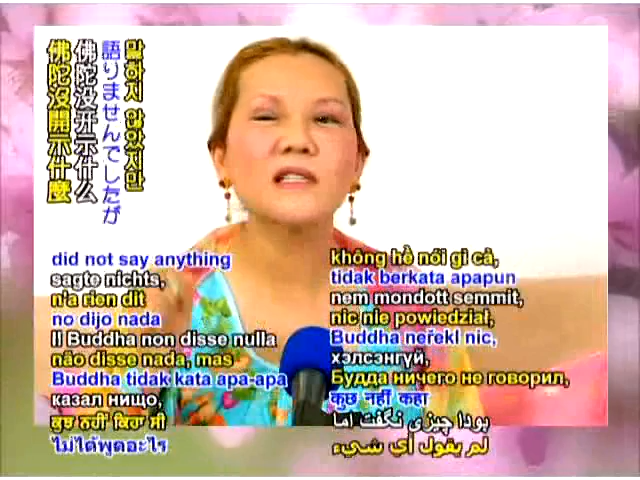 말하지 않았지만
語りませんでしたが
佛陀没开示什么
佛陀沒開示什麼
did not say anything
sagte nichts,
n'a rien dit
no dijo nada
Il Buddha non disse nulla
não disse nada, mas
Buddha tidak kata apa-apa
казал нищо,
ਕੁਝ ਨਹੀਂ ਕਿਹਾ ਸੀ
ไม่ได้พูดอะไร
không hề nói gì cả,
tidak berkata apapun
nem mondott semmit,
nic nie powiedział,
Buddha neřekl nic,
хэлсэнгүй,
Будда ничего не говорил,
कुछ नहीं कहा
بودا چیزی نگفت اما
لم يقول أي شيء